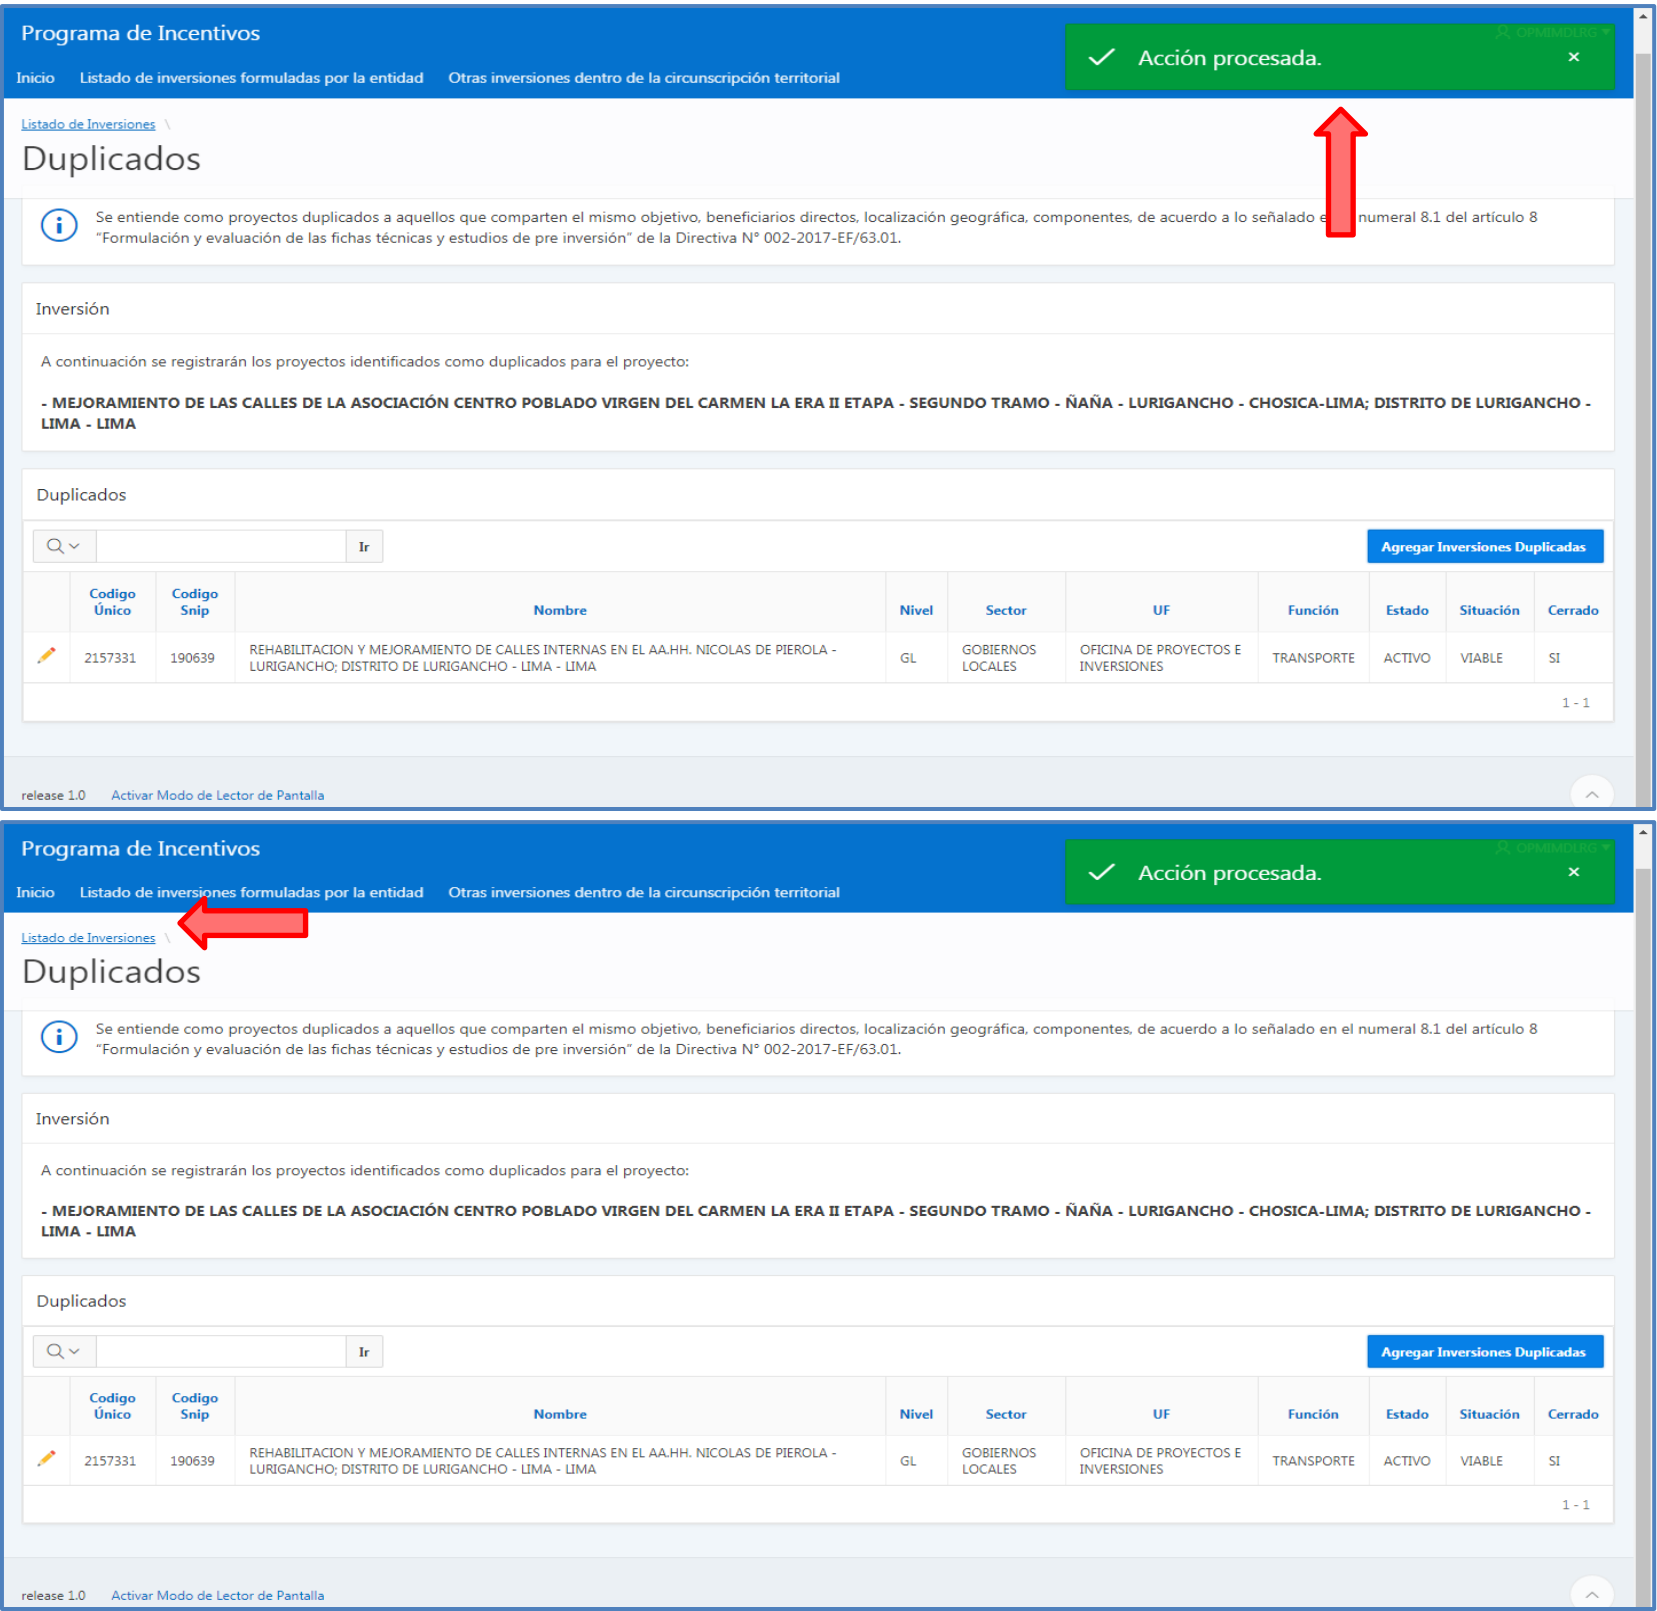 Programa de Incentivos
OPMIMDLRG
Acción procesada.
Inicio Listado de inversiones formuladas por la entidad Otras inversiones dentro de la circunscripción territorial
Listado de Inversiones \
Duplicados
Se entiende como proyectos duplicados a aquellos que comparten el mismo objetivo, beneficiarios directos, localización geográfica, componentes, de acuerdo a lo señalado e numeral 8.1 del artículo 8
"Formulación y evaluación de las fichas técnicas y estudios de pre inversión" de la Directiva N° 002-2017-EF/63.01.
Inversión
A continuación se registrarán los proyectos identificados como duplicados para el proyecto:
- MEJORAMIENTO DE LAS CALLES DE LA ASOCIACIÓN CENTRO POBLADO VIRGEN DEL CARMEN LA ERA II ETAPA - SEGUNDO TRAMO - ÑAÑA - LURIGANCHO - CHOSICA-LIMA; DISTRITO DE LURIGANCHO -
LIMA - LIMA
Duplicados
Ir Agregar Inversiones Duplicadas
Codigo Único Codigo Snip Nombre Nivel Sector UF Función Estado Situación Cerrado
2157331 190639 REHABILITACION Y MEJORAMIENTO DE CALLES INTERNAS EN EL AA.HH. NICOLAS DE PIEROLA - GL GOBIERNOS OFICINA DE PROYECTOS E TRANSPORTE ACTIVO VIABLE SI
LURIGANCHO; DISTRITO DE LURIGANCHO - LIMA - LIMA LOCALES INVERSIONES
1 - 1
release 1.0 Activar Modo de Lector de Pantalla
Programa de Incentivos
OPMIMDLRG
Acción procesada.
Inicio Listado de inversiones formuladas por la entidad Otras inversiones dentro de la circunscripción territorial
Listado de Inversiones \
Duplicados
Se entiende como proyectos duplicados a aquellos que comparten el mismo objetivo, beneficiarios directos, localización geográfica, componentes, de acuerdo a lo señalado en el numeral 8.1 del artículo 8
"Formulación y evaluación de las fichas técnicas y estudios de pre inversión" de la Directiva N° 002-2017-EF/63.01.
Inversión
A continuación se registrarán los proyectos identificados como duplicados para el proyecto:
- MEJORAMIENTO DE LAS CALLES DE LA ASOCIACIÓN CENTRO POBLADO VIRGEN DEL CARMEN LA ERA II ETAPA - SEGUNDO TRAMO - ÑAÑA - LURIGANCHO - CHOSICA-LIMA; DISTRITO DE LURIGANCHO -
LIMA - LIMA
Duplicados
Ir Agregar Inversiones Duplicadas
Codigo Único Codigo Snip Nombre Nivel Sector UF Función Estado Situación Cerrado
2157331 190639 REHABILITACION Y MEJORAMIENTO DE CALLES INTERNAS EN EL AA.HH. NICOLAS DE PIEROLA - GL GOBIERNOS OFICINA DE PROYECTOS E TRANSPORTE ACTIVO VIABLE SI
LURIGANCHO; DISTRITO DE LURIGANCHO - LIMA - LIMA LOCALES INVERSIONES
1 - 1
release 1.0 Activar Modo de Lector de Pantalla